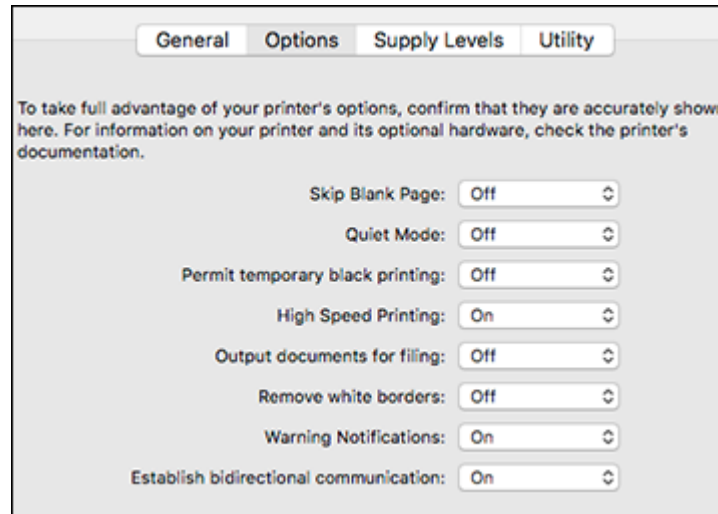 General Options Supply Levels Utility
To take full advantage of your printer's options, confirm that they are accurately shown
here. For information on your printer and its optional hardware, check the printer's
documentation.
Skip Blank Page: Off
Quiet Mode: Off
Permit temporary black printing: Off
High Speed Printing: On
Output documents for filing: Off
Remove white borders: Off
Warning Notifications: On
Establish bidirectional communication: On